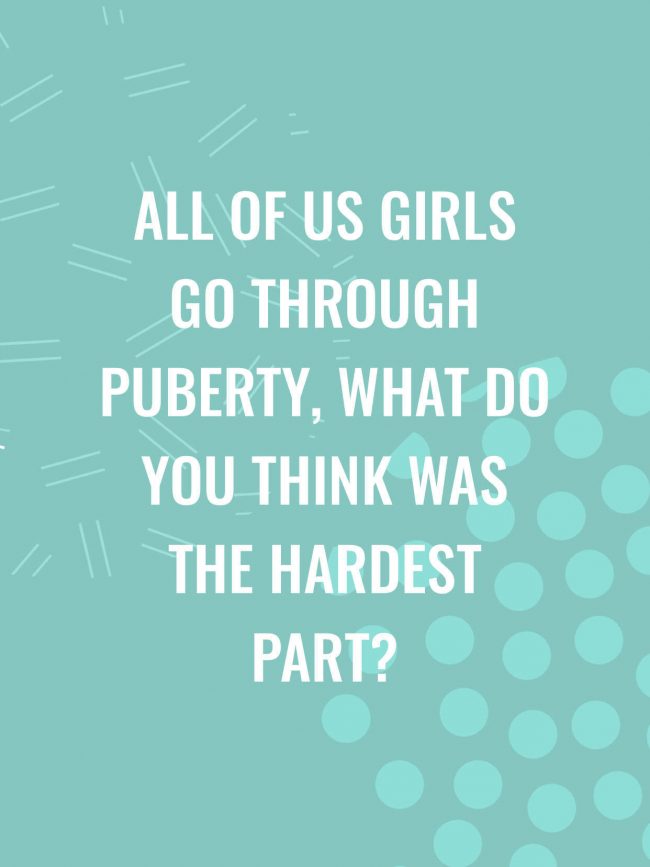 ALL OF US GIRLS
GO THROUGH
PUBERTY, WHAT DO
YOU THINK WAS
THE HARDEST
PART?